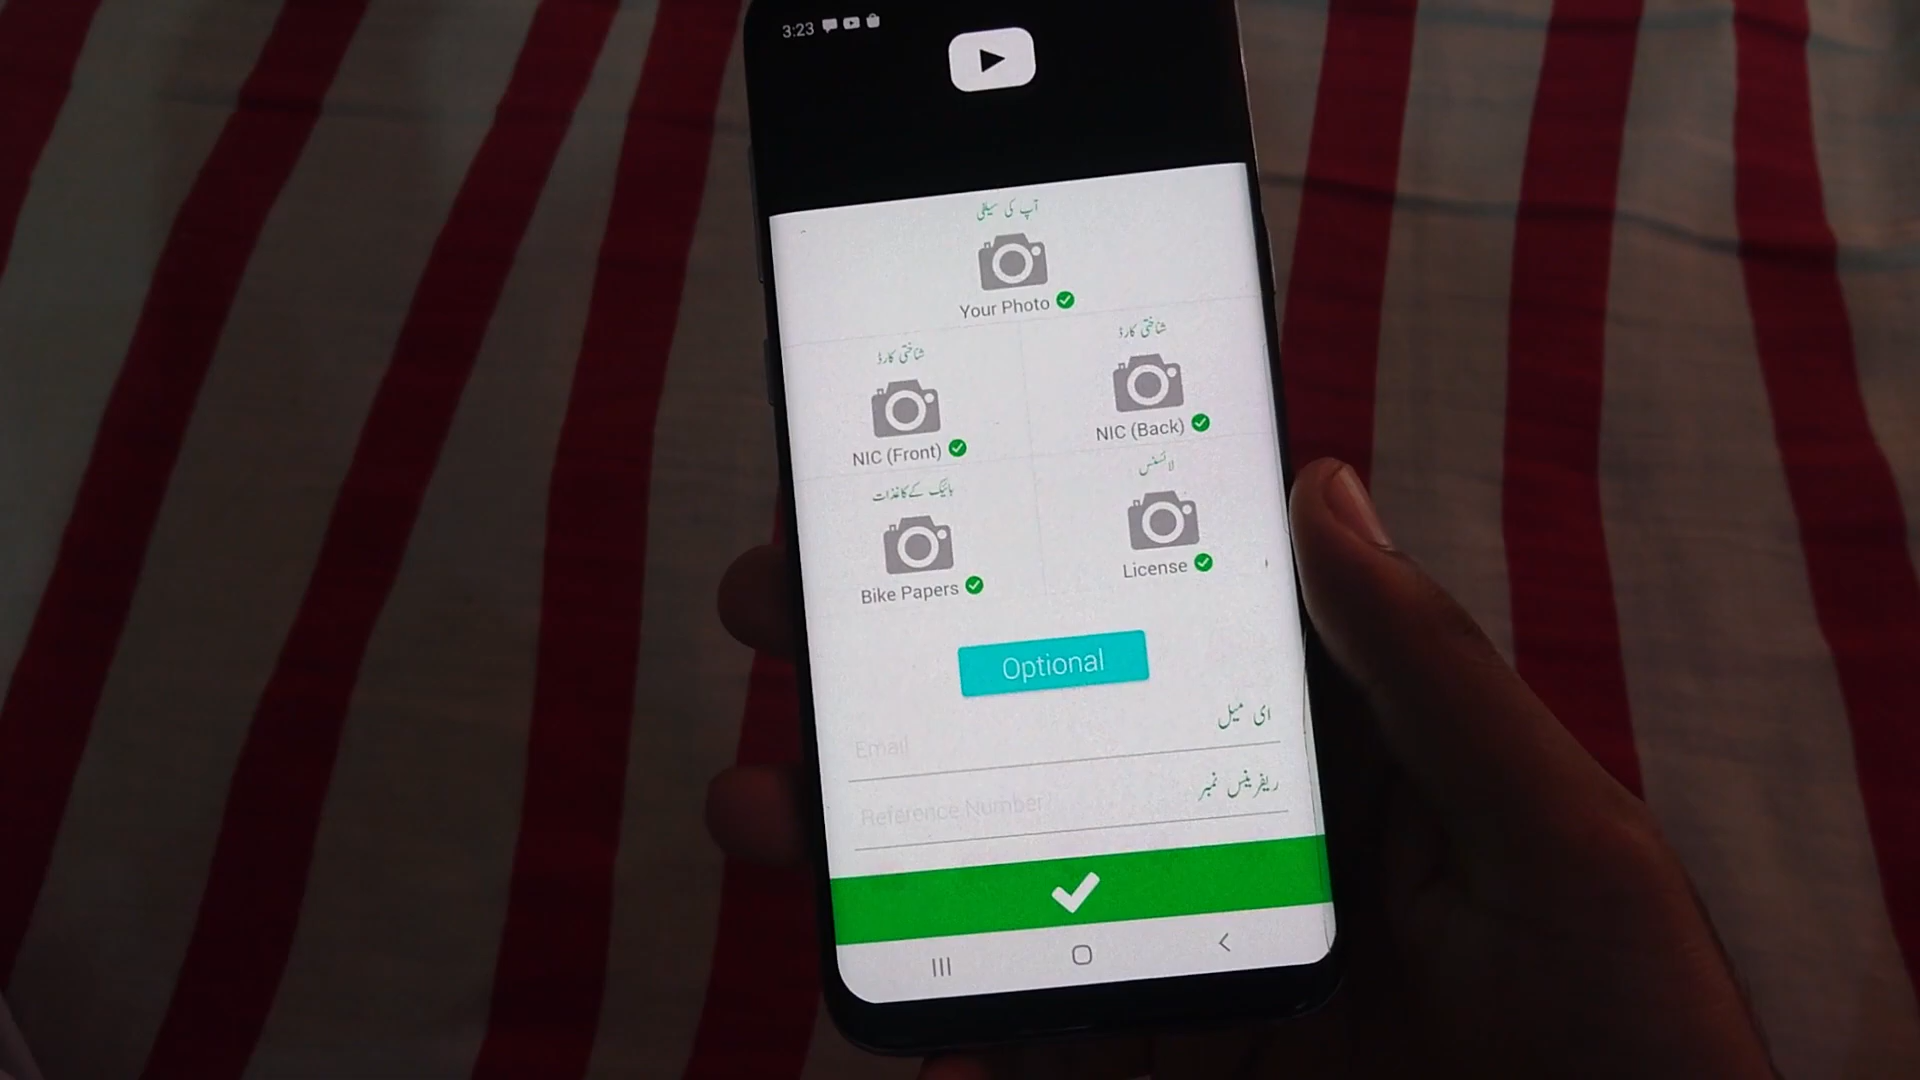 3:23
آپ کی سیلفی
Your Photo
شناختی کارڈ
شناختی کارڈ
NIC (Front)
NIC (Back)
بائیک کے کاغذات
لائسنس
Bike Papers
License
Optional
ای میل
Email
ریفرینس نمبر
Reference Number?